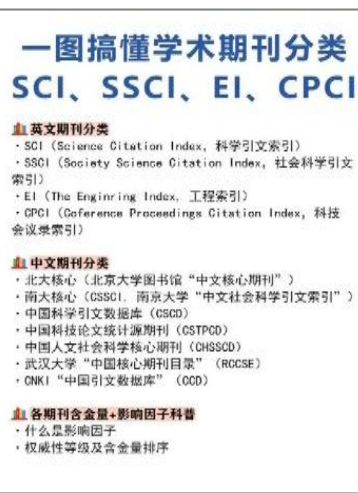 一图搞懂学术期刊分类
SCI、SSCI、EI、CPCI
英文期刊分类
· SCI (Science Citation Index, 科学引文索引)
· SSCI (Society Science Citation Index, 社会科学引文
索引)
· EI (The Enginring Index, 工程索引)
· CPCI (Coference Proceedings Citation Index, 科技
会议录索引)
中文期刊分类
· 北大核心 (北京大学图书馆“中文核心期刊”)
· 南大核心 (CSSCI, 南京大学“中文社会科学引文索引”)
· 中国科学引文数据库 (CSCD)
· 中国科技论文统计源期刊 (CSTPCD)
· 中国人文社会科学核心期刊 (CHSSCD)
· 武汉大学“中国核心期刊目录” (RCCSE)
· CNKI “中国引文数据库” (CCD)
各期刊含金量+影响因子科普
· 什么是影响因子
· 权威性等级及含金量排序